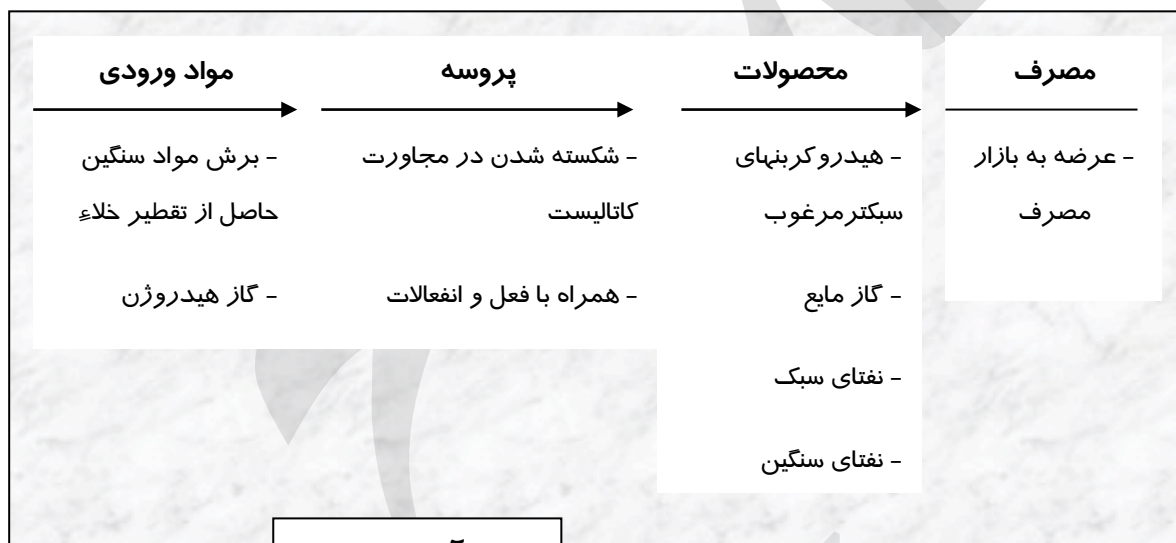 مواد ورودی
- برش مواد سنگین
حاصل از تقطیر خلاءِ
- گاز هیدروژن
پروسه
- شکسته شدن در مجاورت
کاتالیست
- همراه با فعل و انفعالات
محصولات
- هیدروکربنهای
سبکترمرغوب
- گاز مایع
- نفتای سبک
- نفتای سنگین
مصرف
- عرضه به بازار
مصرف